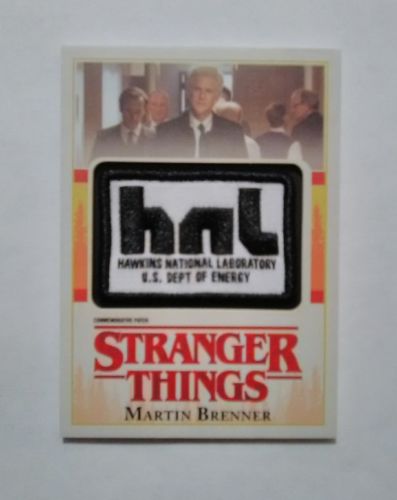 hnl
HAWKINS NATIONAL LABORATORY
U.S. DEPT OF ENERGY
COMMEMORATIVE PATCH
STRANGER
THINGS
MARTIN BRENNER